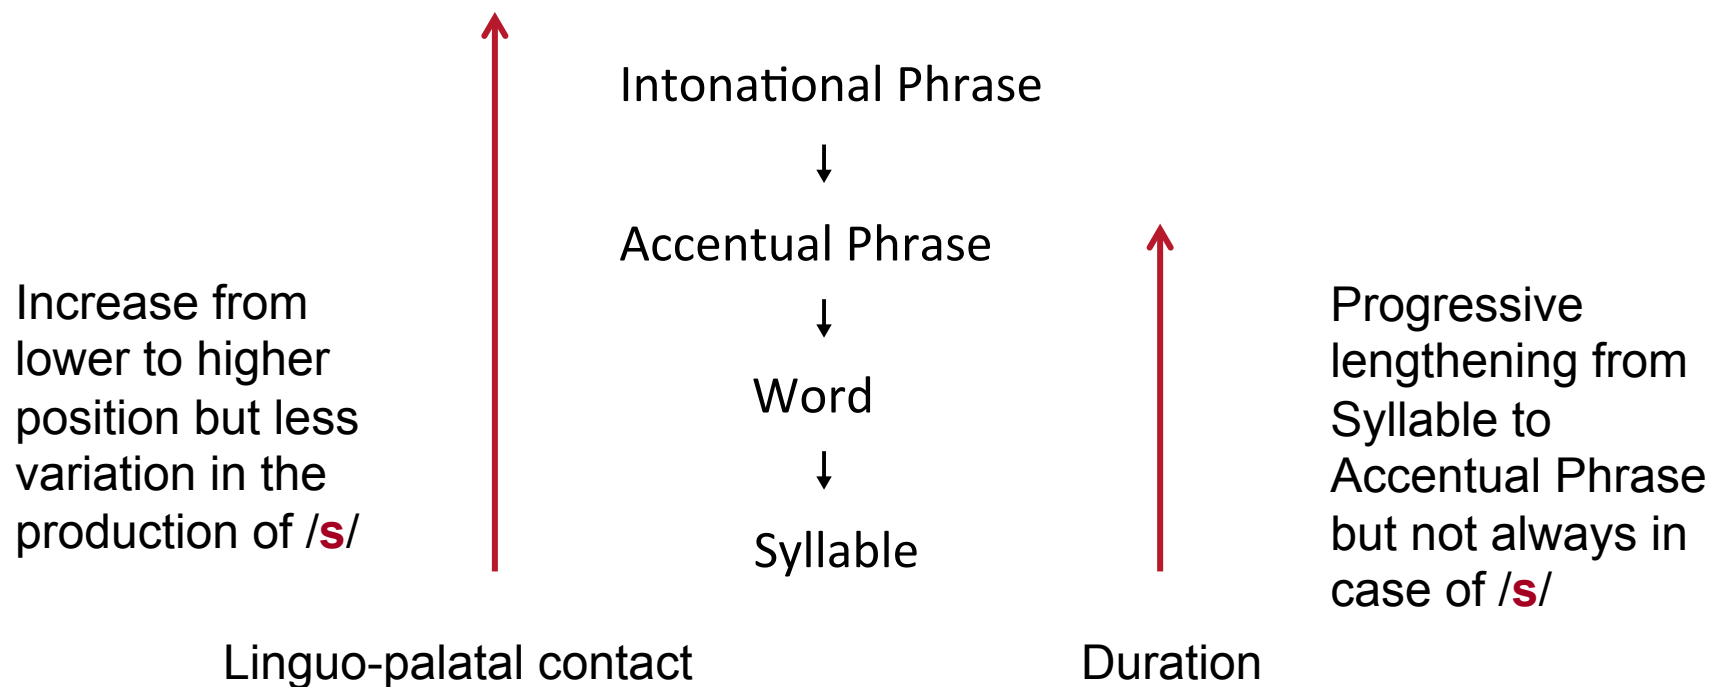 Intonational Phrase
↓
Accentual Phrase
↓
Word
↓
Syllable
Increase from
lower to higher
position but less
variation in the
production of /s/
Progressive
lengthening from
Syllable to
Accentual Phrase
but not always in
case of /s/
Linguo-palatal contact
Duration